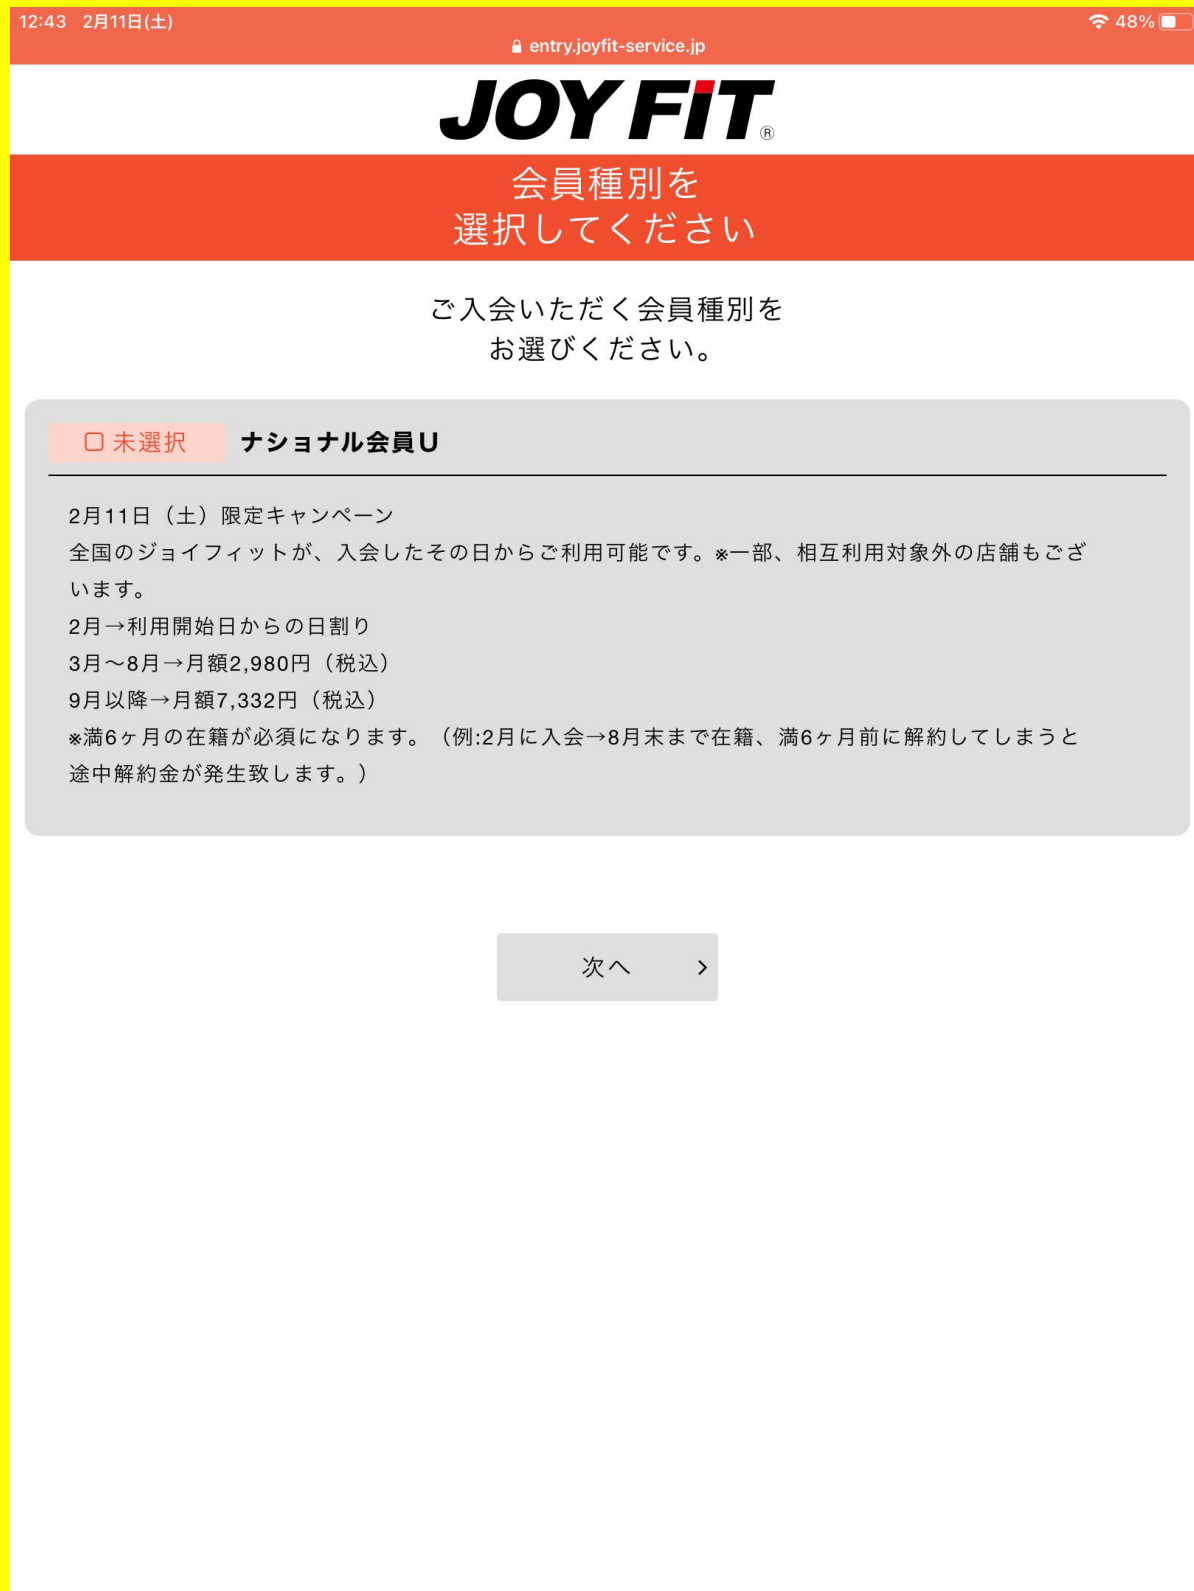 12:43 2月11日(土) 48%
entry.joyfit-service.jp
JOY FiT®
会員種別を
選択してください
ご入会いただく会員種別を
お選びください。
未選択 ナショナル会員U
2月11日（土）限定キャンペーン
全国のジョイフィットが、入会したその日からご利用可能です。※一部、相互利用対象外の店舗もござ
います。
2月→利用開始日からの日割り
3月〜8月→月額2,980円（税込）
9月以降→月額7,332円（税込）
※満6ヶ月の在籍が必須になります。（例:2月に入会→8月末まで在籍、満6ヶ月前に解約してしまうと
途中解約金が発生致します。）
次へ